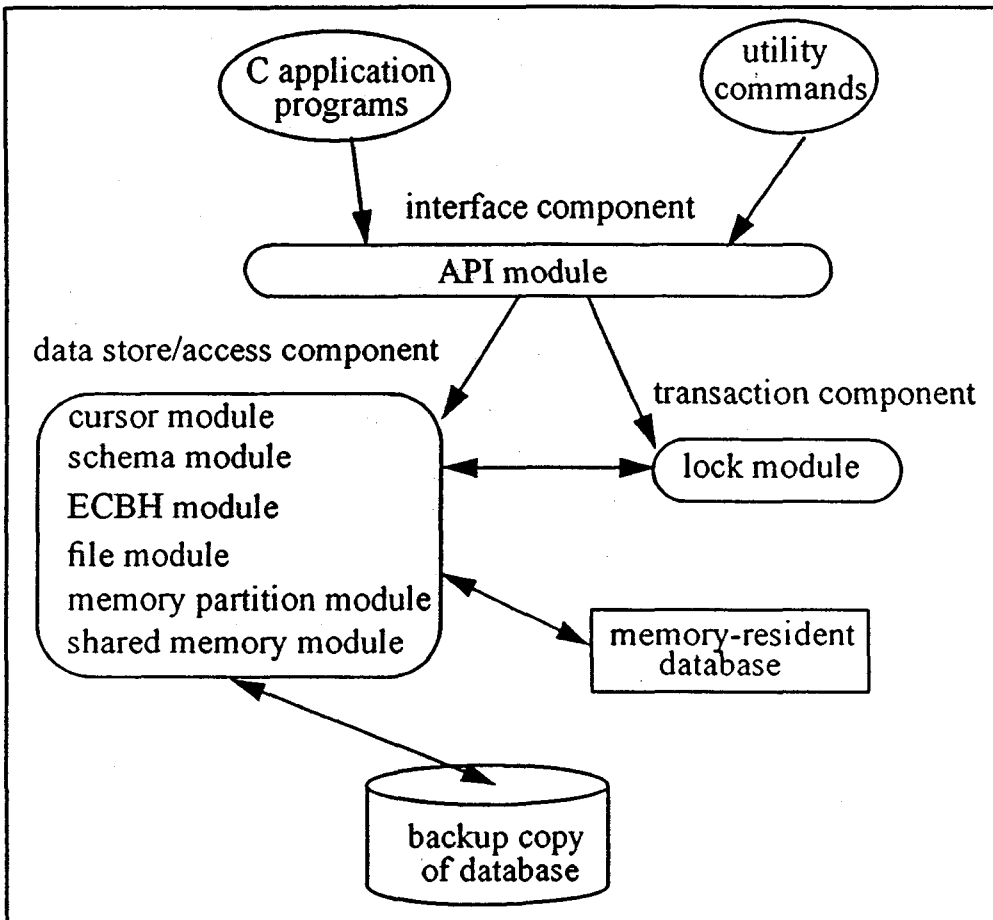 C application
programs
utility
commands
interface component
API module
data store/access component
transaction component
cursor module
schema module
ECBH module
file module
memory partition module
shared memory module
lock module
memory-resident
database
backup copy
of database